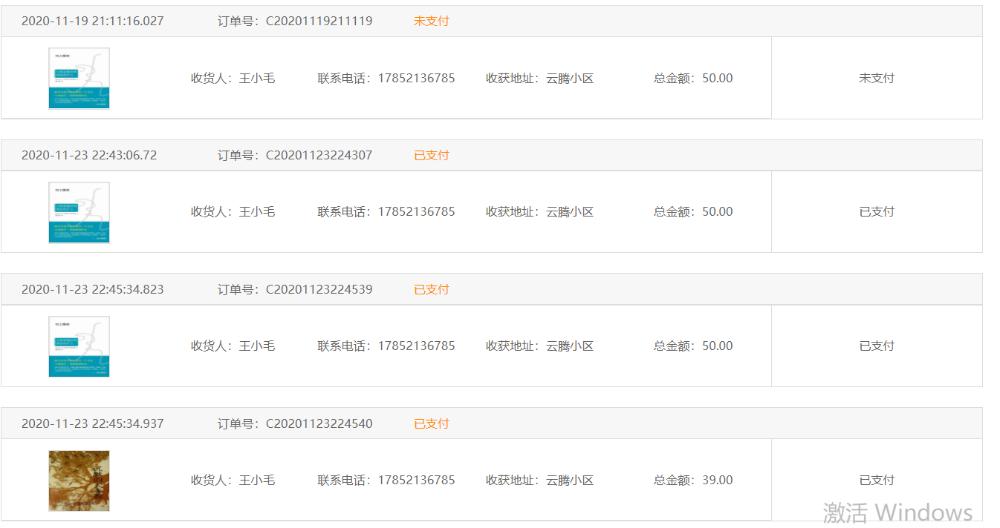 2020-11-19 21:11:16.027 订单号：C20201119211119 未支付
收货人：王小毛 联系电话：17852136785 收获地址：云腾小区 总金额：50.00 未支付
2020-11-23 22:43:06.72 订单号：C20201123224307 已支付
收货人：王小毛 联系电话：17852136785 收获地址：云腾小区 总金额：50.00 已支付
2020-11-23 22:45:34.823 订单号：C20201123224539 已支付
收货人：王小毛 联系电话：17852136785 收获地址：云腾小区 总金额：50.00 已支付
2020-11-23 22:45:34.937 订单号：C20201123224540 已支付
收货人：王小毛 联系电话：17852136785 收获地址：云腾小区 总金额：39.00 已支付
激活 Windows